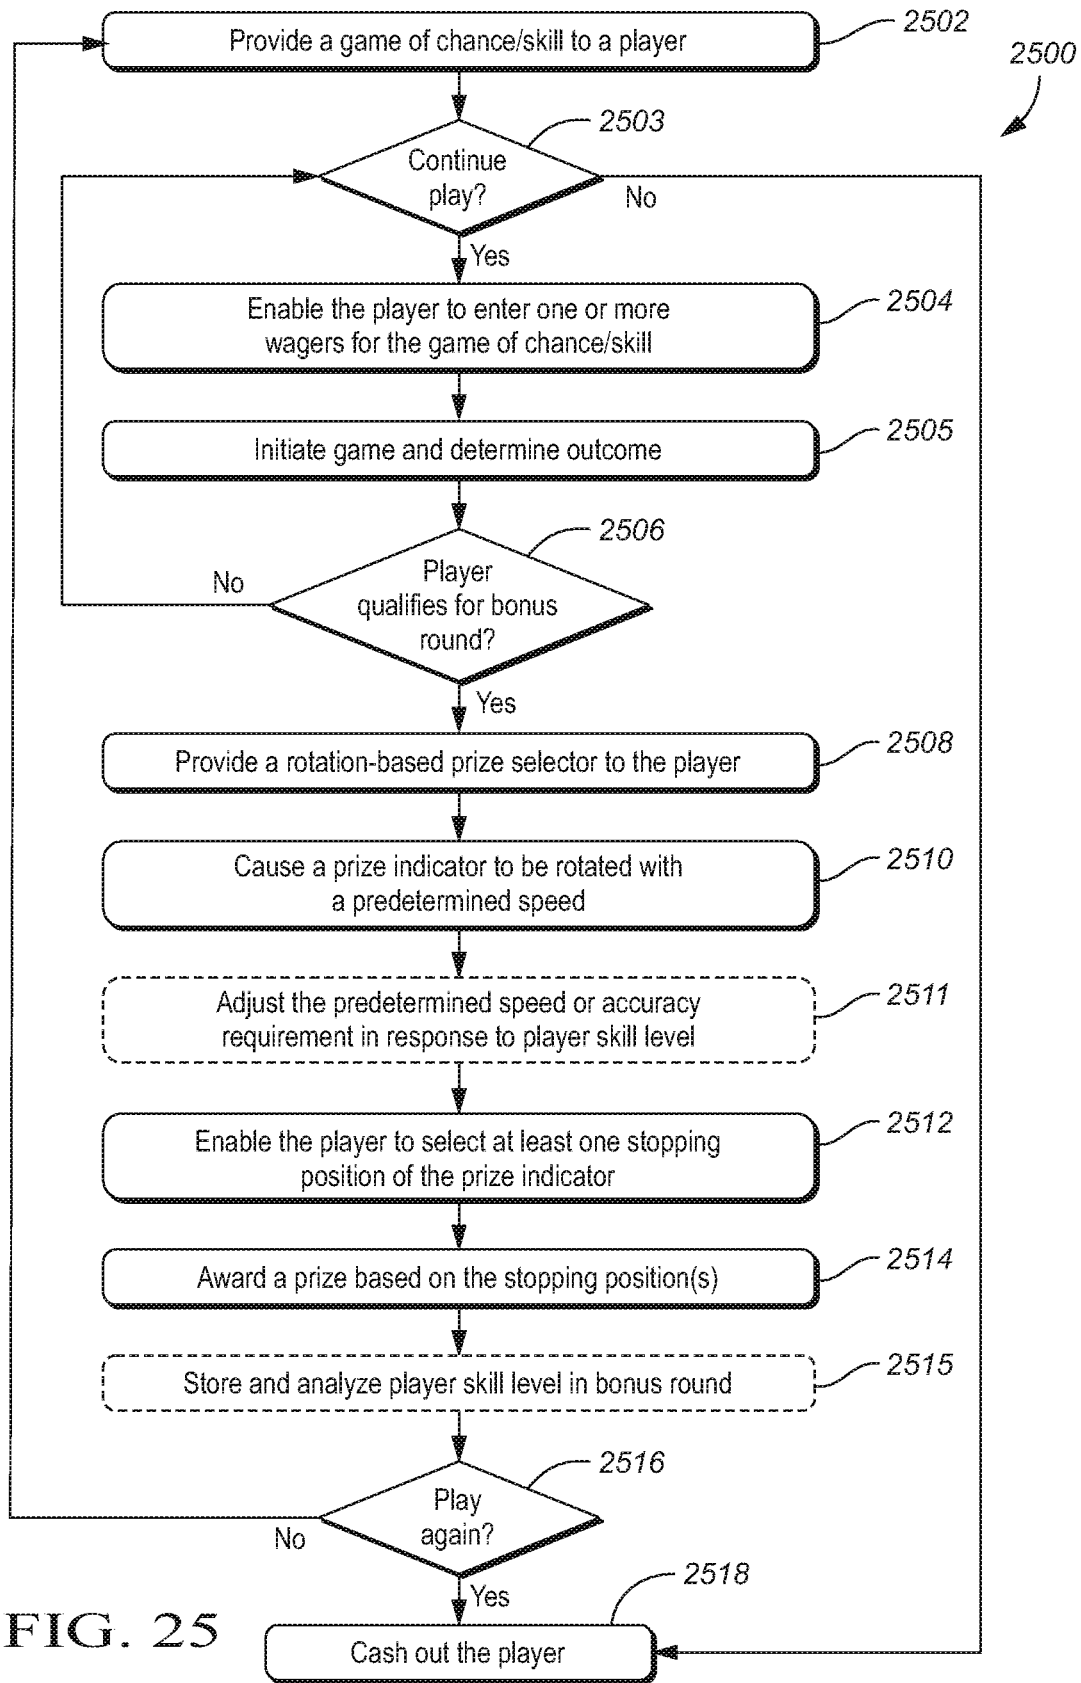 Provide a game of chance/skill to a player
2502
2500
2503
Continue
play?
No
Yes
Enable the player to enter one or more
wagers for the game of chance/skill
2504
Initiate game and determine outcome
2505
2506
Player
qualifies for bonus
round?
No
Yes
Provide a rotation-based prize selector to the player
2508
Cause a prize indicator to be rotated with
a predetermined speed
2510
Adjust the predetermined speed or accuracy
requirement in response to player skill level
2511
Enable the player to select at least one stopping
position of the prize indicator
2512
Award a prize based on the stopping position(s)
2514
Store and analyze player skill level in bonus round
2515
2516
Play
again?
No
Yes
2518
Cash out the player
FIG. 25